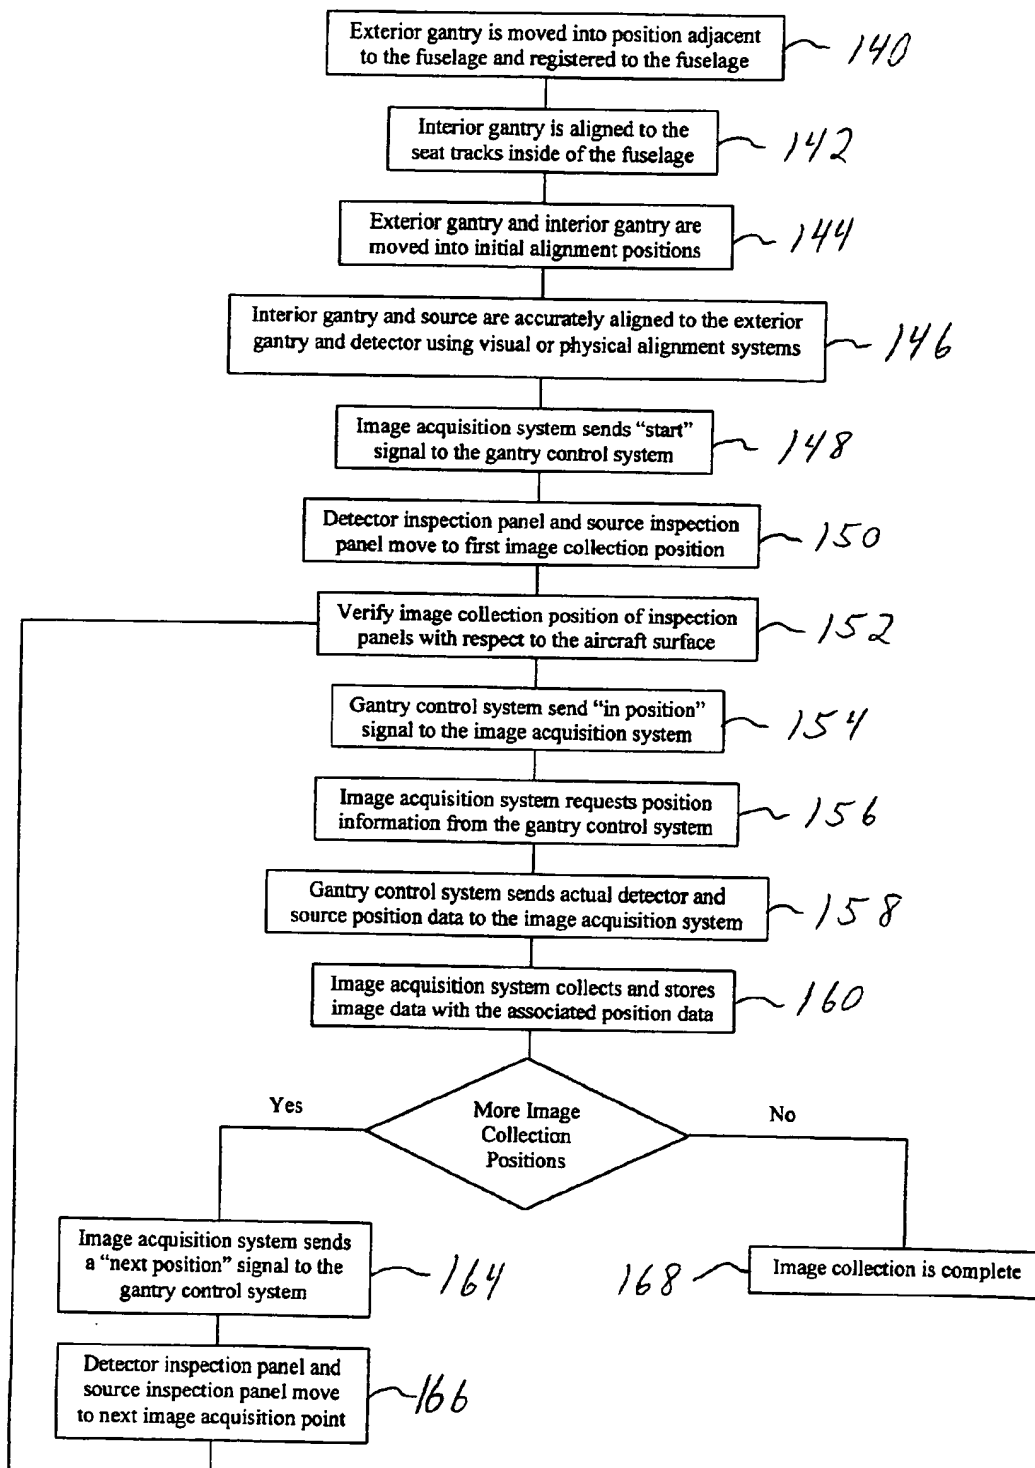 Exterior gantry is moved into position adjacent
to the fuselage and registered to the fuselage
140
Interior gantry is aligned to the
seat tracks inside of the fuselage
142
Exterior gantry and interior gantry are
moved into initial alignment positions
144
Interior gantry and source are accurately aligned to the exterior
gantry and detector using visual or physical alignment systems
146
Image acquisition system sends “start”
signal to the gantry control system
148
Detector inspection panel and source inspection
panel move to first image collection position
150
Verify image collection position of inspection
panels with respect to the aircraft surface
152
Gantry control system send “in position”
signal to the image acquisition system
154
Image acquisition system requests position
information from the gantry control system
156
Gantry control system sends actual detector and
source position data to the image acquisition system
158
Image acquisition system collects and stores
image data with the associated position data
160
Yes
More Image
Collection
Positions
No
Image acquisition system sends
a “next position” signal to the
gantry control system
164
168
Image collection is complete
Detector inspection panel and
source inspection panel move
to next image acquisition point
166